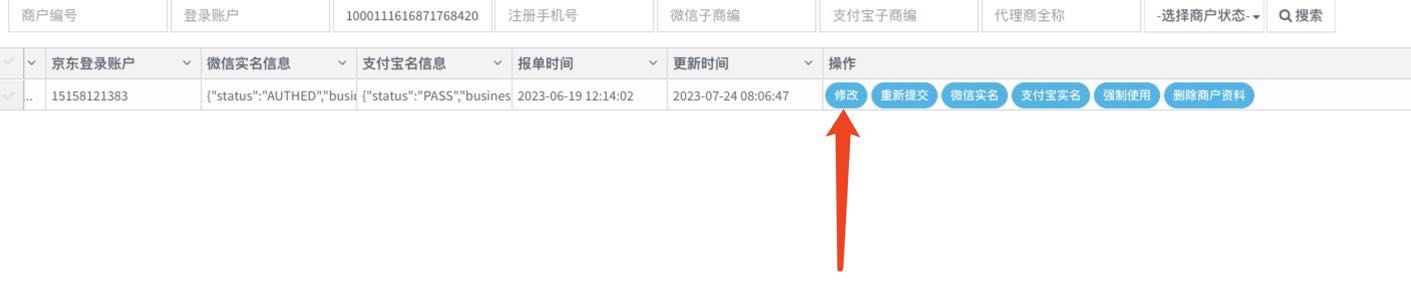 商户编号 登录账户 1000111616871768420 注册手机号 微信子商编 支付宝子商编 代理商全称 -选择商户状态- 搜索
京东登录账户 微信实名信息 支付宝名信息 报单时间 更新时间 操作
.. 15158121383 {"status":"AUTHED","busin {"status":"PASS","busines 2023-06-19 12:14:02 2023-07-24 08:06:47 修改 重新提交 微信实名 支付宝实名 强制使用 删除商户资料